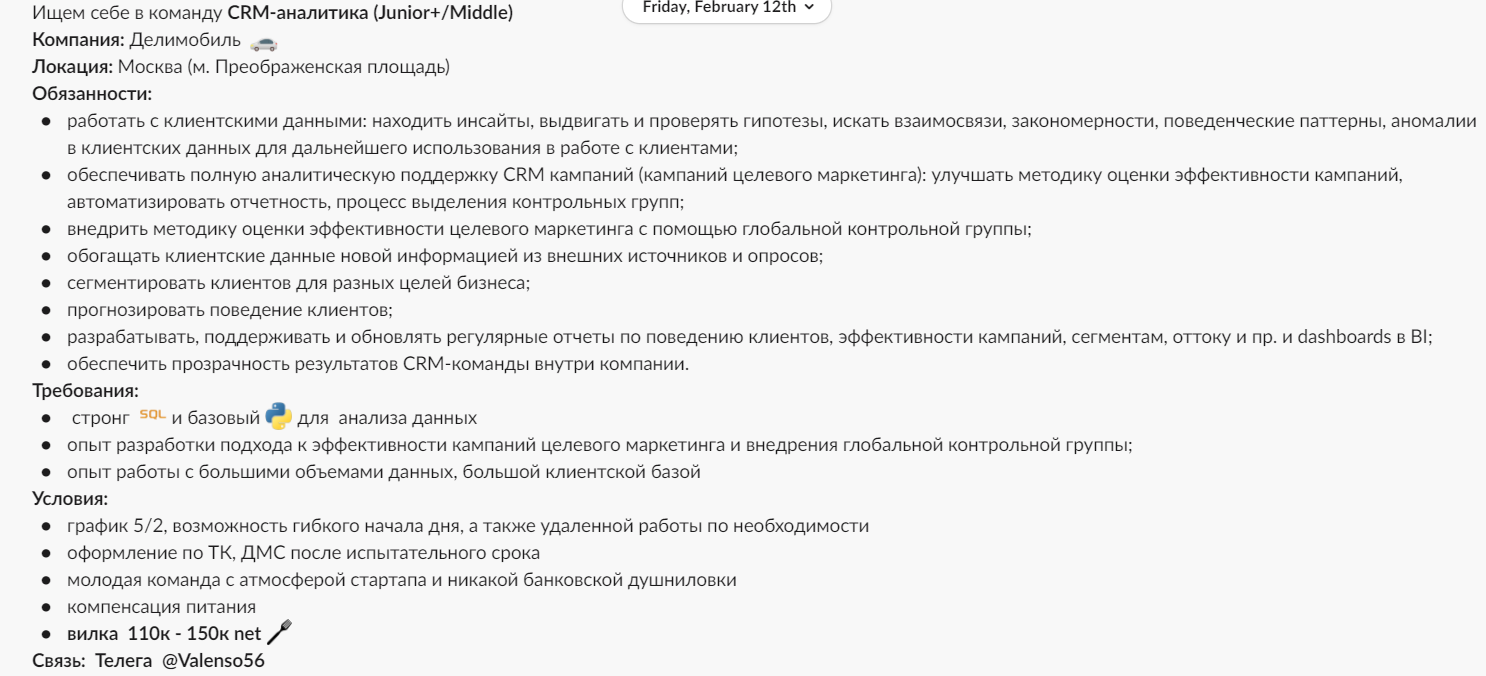 Friday, February 12th
Ищем себе в команду CRM-аналитика (Junior+/Middle)
Компания: Делимобиль
Локация: Москва (м. Преображенская площадь)
Обязанности:
● работать с клиентскими данными: находить инсайты, выдвигать и проверять гипотезы, искать взаимосвязи, закономерности, поведенческие паттерны, аномалии
в клиентских данных для дальнейшего использования в работе с клиентами;
● обеспечивать полную аналитическую поддержку CRM кампаний (кампаний целевого маркетинга): улучшать методику оценки эффективности кампаний,
автоматизировать отчетность, процесс выделения контрольных групп;
● внедрить методику оценки эффективности целевого маркетинга с помощью глобальной контрольной группы;
● обогащать клиентские данные новой информацией из внешних источников и опросов;
● сегментировать клиентов для разных целей бизнеса;
● прогнозировать поведение клиентов;
● разрабатывать, поддерживать и обновлять регулярные отчеты по поведению клиентов, эффективности кампаний, сегментам, оттоку и пр. и dashboards в BI;
● обеспечить прозрачность результатов CRM-команды внутри компании.
Требования:
● стронг SQL и базовый для анализа данных
● опыт разработки подхода к эффективности кампаний целевого маркетинга и внедрения глобальной контрольной группы;
● опыт работы с большими объемами данных, большой клиентской базой
Условия:
● график 5/2, возможность гибкого начала дня, а также удаленной работы по необходимости
● оформление по ТК, ДМС после испытательного срока
● молодая команда с атмосферой стартапа и никакой банковской душниловки
● компенсация питания
● вилка 110к - 150к net
Связь: Телега @Valenso56